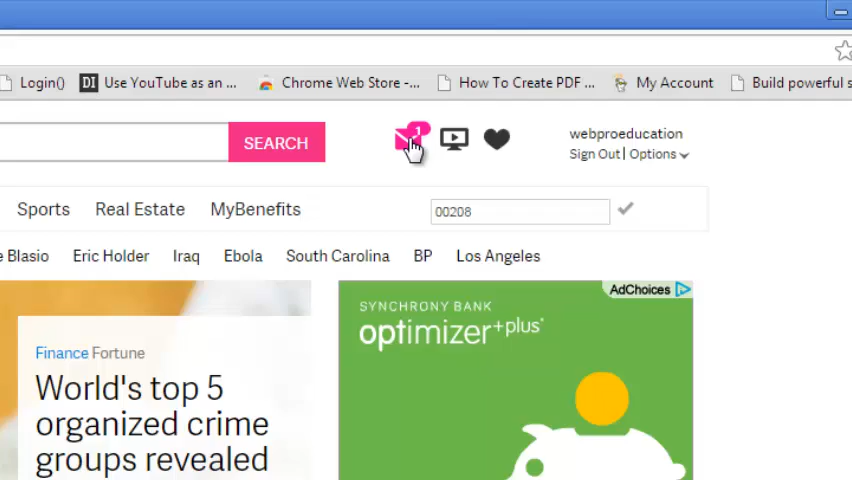 Login() DI Use YouTube as an ... Chrome Web Store -... How To Create PDF ... My Account Build powerful s
SEARCH
1
webproeducation
Sign Out | Options
Sports Real Estate MyBenefits
00208
e Blasio Eric Holder Iraq Ebola South Carolina BP Los Angeles
AdChoices
SYNCHRONY BANK
optimizer+plus
Finance Fortune
World's top 5
organized crime
groups revealed